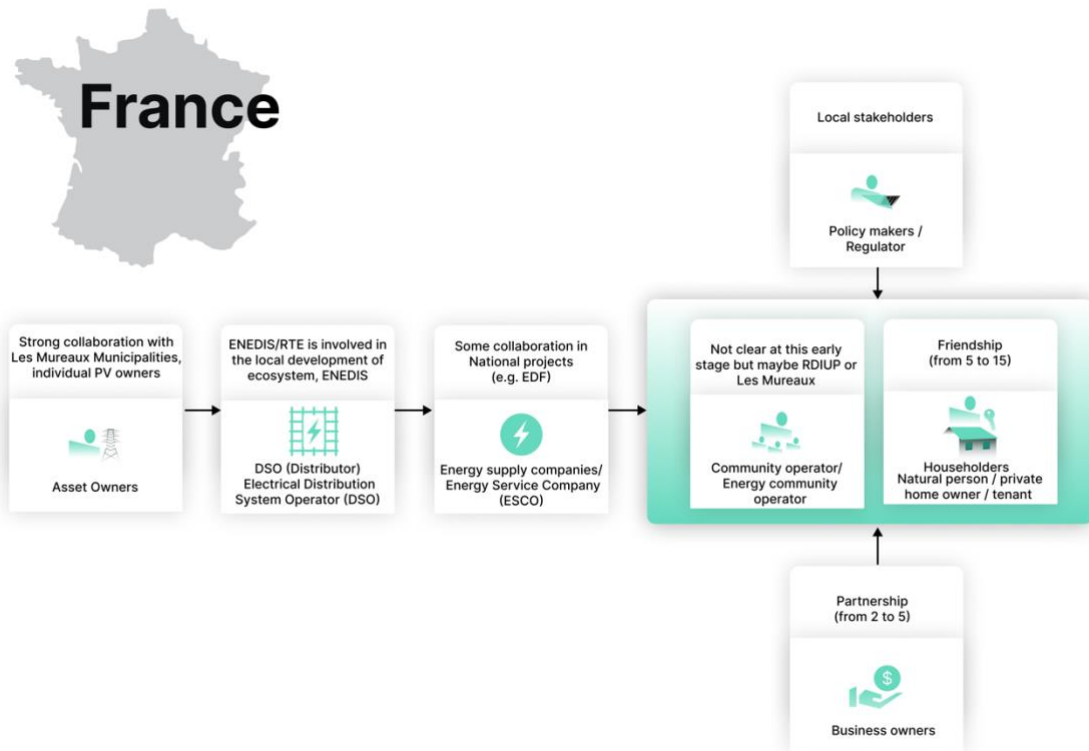 France
Local stakeholders
Policy makers /
Regulator
Strong collaboration with
Les Mureaux Municipalities,
individual PV owners
Asset Owners
ENEDIS/RTE is involved in
the local development of
ecosystem, ENEDIS
DSO (Distributor)
Electrical Distribution
System Operator (DSO)
Some collaboration in
National projects
(e.g. EDF)
Energy supply companies/
Energy Service Company
(ESCO)
Not clear at this early
stage but maybe RDIUP or
Les Mureaux
Community operator/
Energy community
operator
Friendship
(from 5 to 15)
Householders
Natural person / private
home owner / tenant
Partnership
(from 2 to 5)
$
Business owners